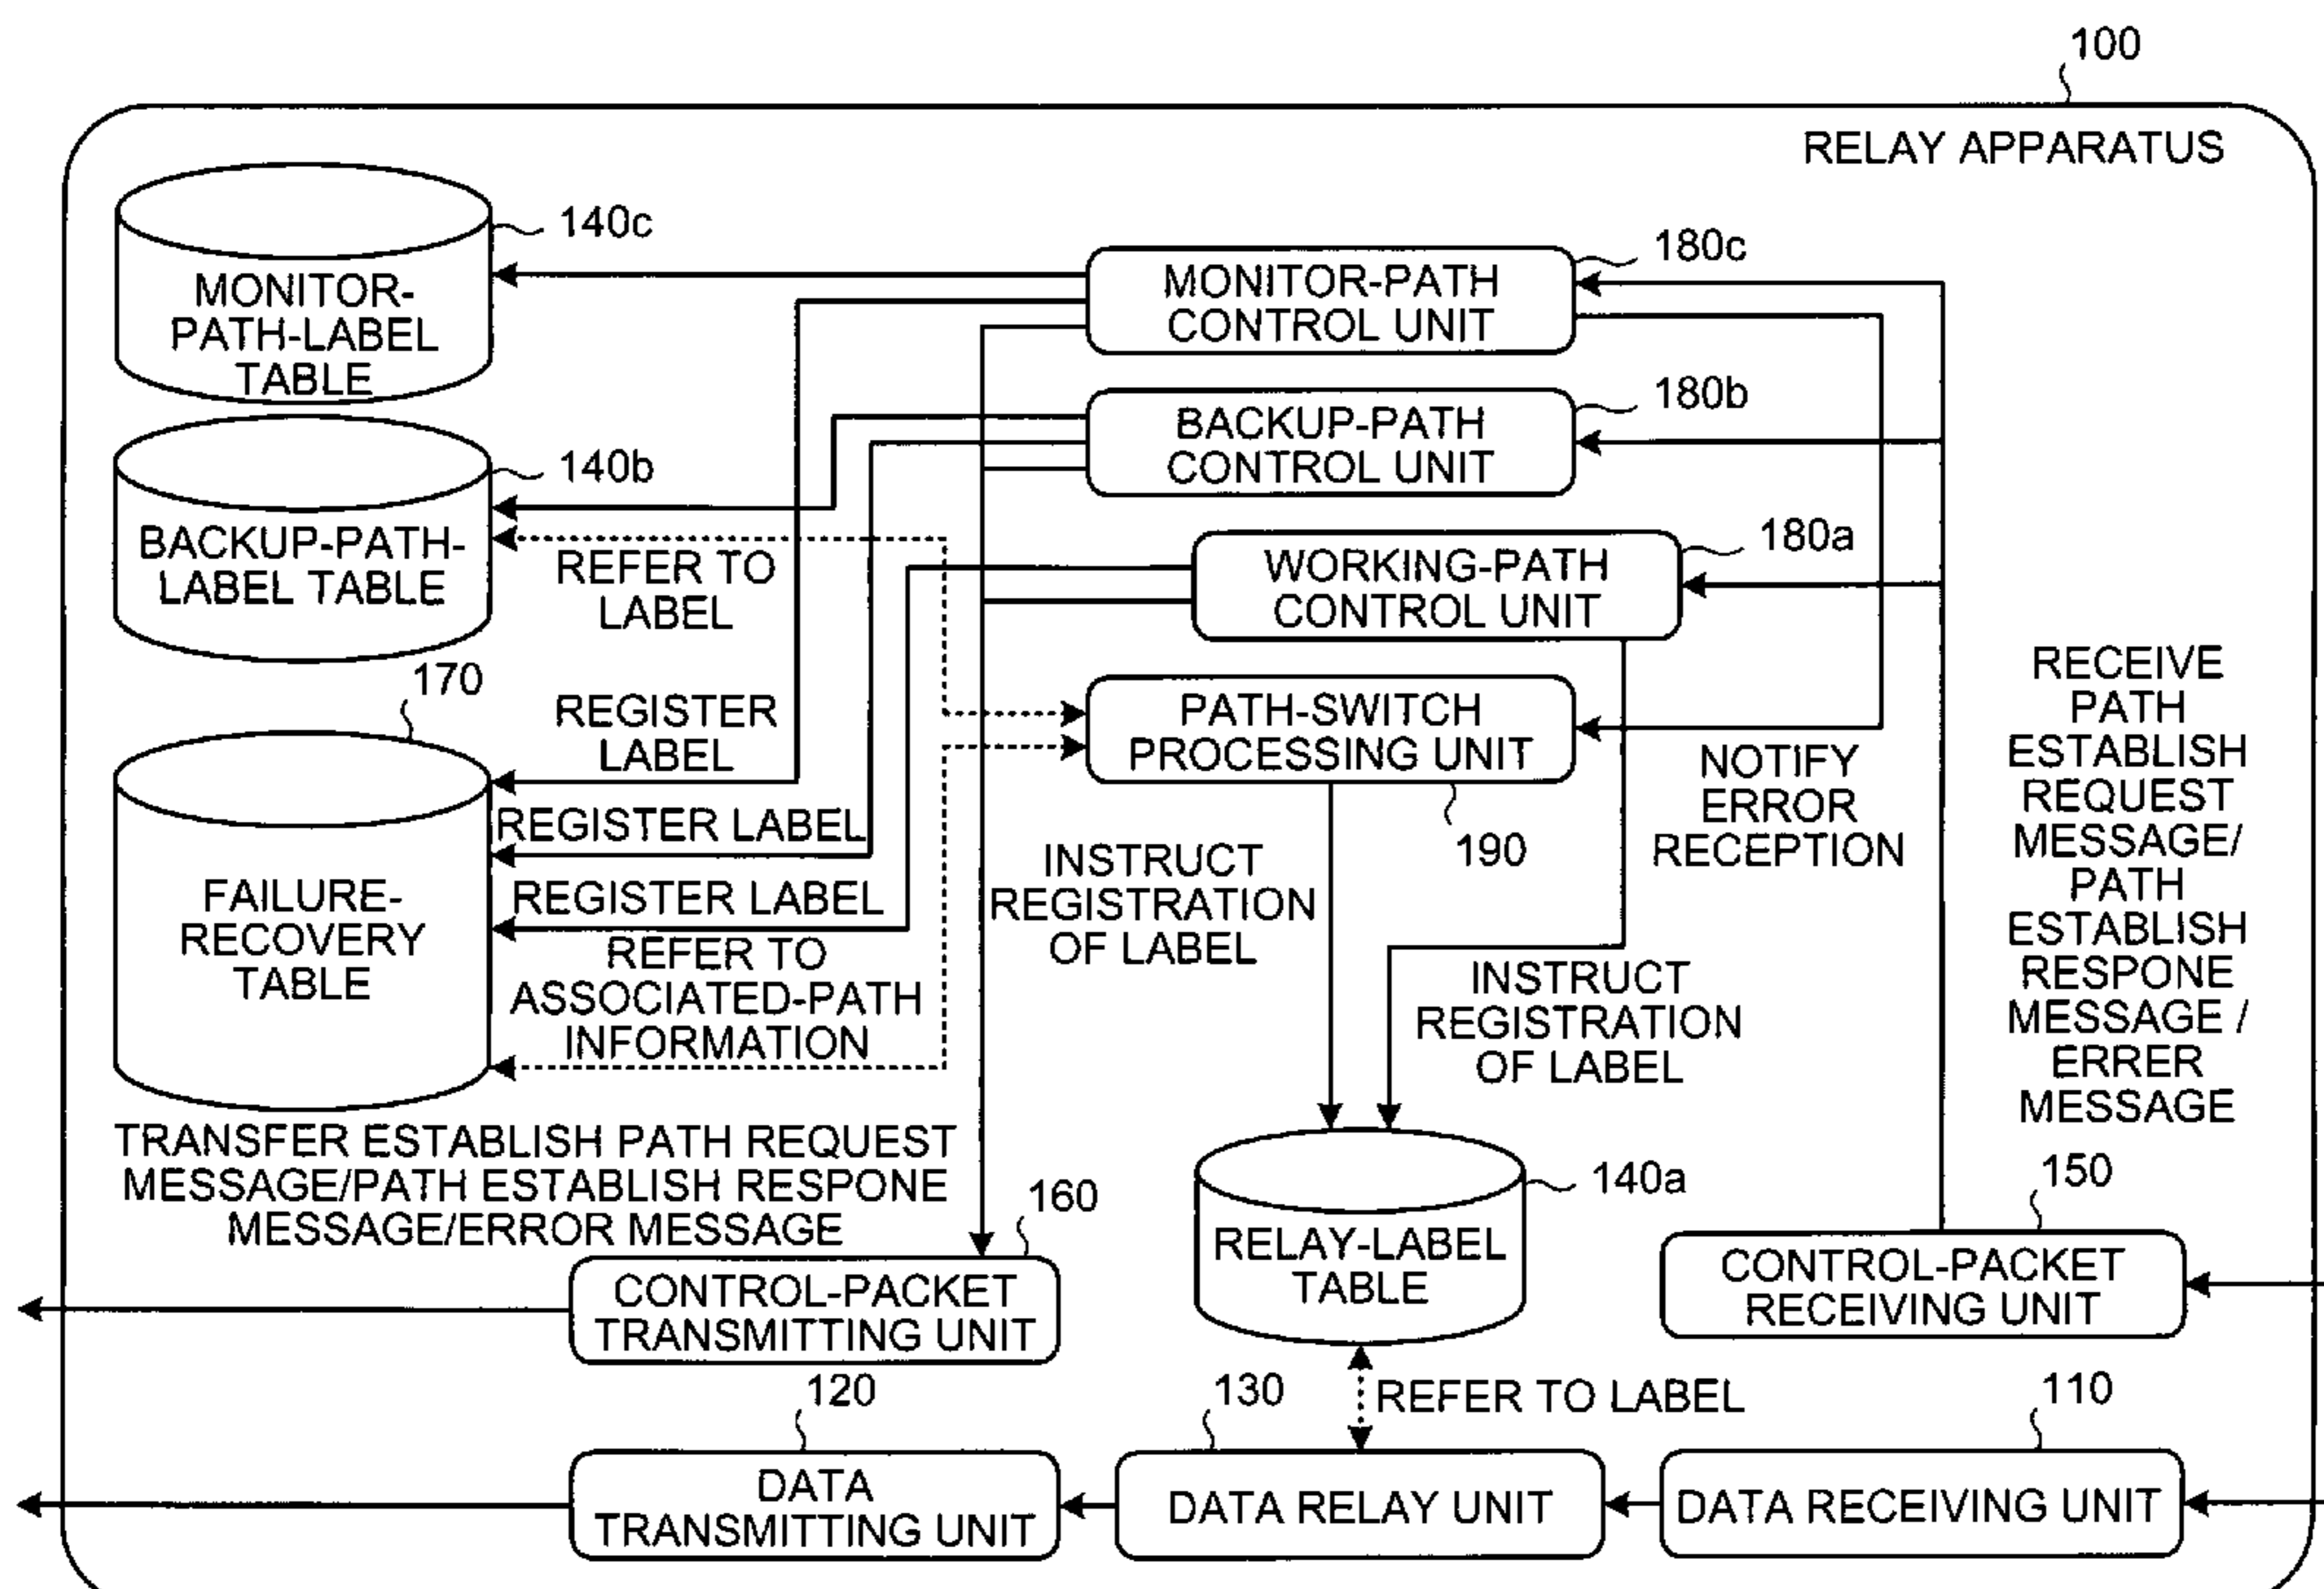 100
RELAY APPARATUS
140c
MONITOR-
PATH-LABEL
TABLE
180c
MONITOR-PATH
CONTROL UNIT
180b
BACKUP-PATH
CONTROL UNIT
140b
BACKUP-PATH-
LABEL TABLE
REFER TO
LABEL
180a
WORKING-PATH
CONTROL UNIT
170
REGISTER
LABEL
PATH-SWITCH
PROCESSING UNIT
190
NOTIFY
ERROR
RECEPTION
RECEIVE
PATH
ESTABLISH
REQUEST
MESSAGE/
PATH
ESTABLISH
RESPONE
MESSAGE /
ERRER
MESSAGE
REGISTER LABEL
REGISTER LABEL
FAILURE-
RECOVERY
TABLE
REFER TO
ASSOCIATED-PATH
INFORMATION
INSTRUCT
REGISTRATION
OF LABEL
INSTRUCT
REGISTRATION
OF LABEL
TRANSFER ESTABLISH PATH REQUEST
MESSAGE/PATH ESTABLISH RESPONE
MESSAGE/ERROR MESSAGE
160
CONTROL-PACKET
TRANSMITTING UNIT
140a
RELAY-LABEL
TABLE
150
CONTROL-PACKET
RECEIVING UNIT
120
DATA
TRANSMITTING UNIT
130
REFER TO LABEL
DATA RELAY UNIT
110
DATA RECEIVING UNIT